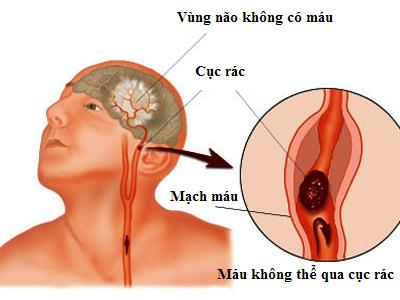 Vùng não không có máu
Cục rác
Mạch máu
Máu không thể qua cục rác